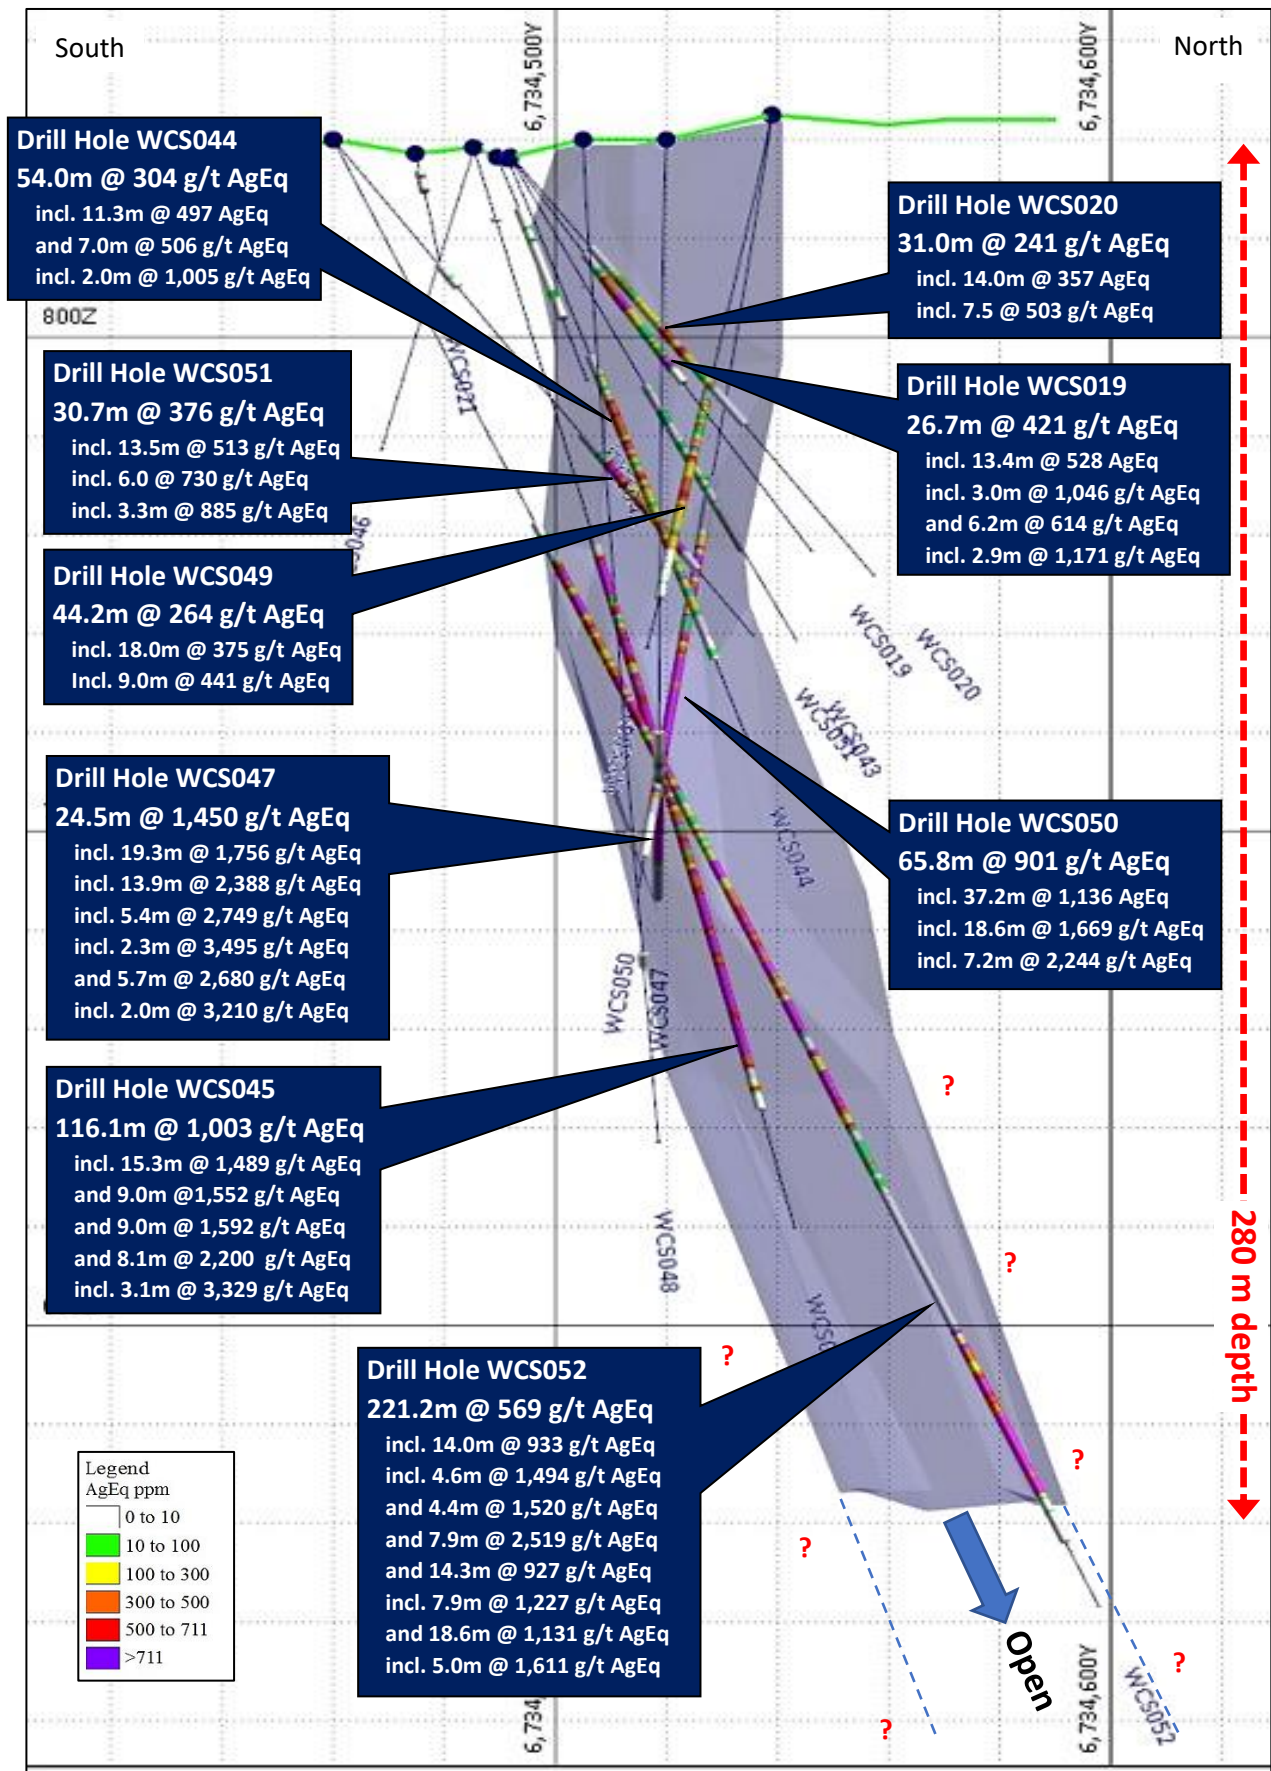 South
North
6,734,500Y
6,734,600Y
Drill Hole WCS044
54.0m @ 304 g/t AgEq
incl. 11.3m @ 497 AgEq
and 7.0m @ 506 g/t AgEq
incl. 2.0m @ 1,005 g/t AgEq
Drill Hole WCS020
31.0m @ 241 g/t AgEq
incl. 14.0m @ 357 AgEq
incl. 7.5 @ 503 g/t AgEq
800Z
WCS021
Drill Hole WCS051
30.7m @ 376 g/t AgEq
incl. 13.5m @ 513 g/t AgEq
incl. 6.0 @ 730 g/t AgEq
incl. 3.3m @ 885 g/t AgEq
Drill Hole WCS019
26.7m @ 421 g/t AgEq
incl. 13.4m @ 528 AgEq
incl. 3.0m @ 1,046 g/t AgEq
and 6.2m @ 614 g/t AgEq
incl. 2.9m @ 1,171 g/t AgEq
Drill Hole WCS049
44.2m @ 264 g/t AgEq
incl. 18.0m @ 375 g/t AgEq
Incl. 9.0m @ 441 g/t AgEq
WCS019
WCS020
WCS051
WCS043
Drill Hole WCS047
24.5m @ 1,450 g/t AgEq
incl. 19.3m @ 1,756 g/t AgEq
incl. 13.9m @ 2,388 g/t AgEq
incl. 5.4m @ 2,749 g/t AgEq
incl. 2.3m @ 3,495 g/t AgEq
and 5.7m @ 2,680 g/t AgEq
incl. 2.0m @ 3,210 g/t AgEq
WCS044
Drill Hole WCS050
65.8m @ 901 g/t AgEq
incl. 37.2m @ 1,136 AgEq
incl. 18.6m @ 1,669 g/t AgEq
incl. 7.2m @ 2,244 g/t AgEq
WCS050
WCS047
Drill Hole WCS045
116.1m @ 1,003 g/t AgEq
incl. 15.3m @ 1,489 g/t AgEq
and 9.0m @1,552 g/t AgEq
and 9.0m @ 1,592 g/t AgEq
and 8.1m @ 2,200 g/t AgEq
incl. 3.1m @ 3,329 g/t AgEq
?
WCS048
?
280 m depth
?
Drill Hole WCS052
221.2m @ 569 g/t AgEq
incl. 14.0m @ 933 g/t AgEq
incl. 4.6m @ 1,494 g/t AgEq
and 4.4m @ 1,520 g/t AgEq
and 7.9m @ 2,519 g/t AgEq
and 14.3m @ 927 g/t AgEq
incl. 7.9m @ 1,227 g/t AgEq
and 18.6m @ 1,131 g/t AgEq
incl. 5.0m @ 1,611 g/t AgEq
?
?
Legend
AgEq ppm
0 to 10
10 to 100
100 to 300
300 to 500
500 to 711
>711
Open
?
?
6,734,600Y
WCS052